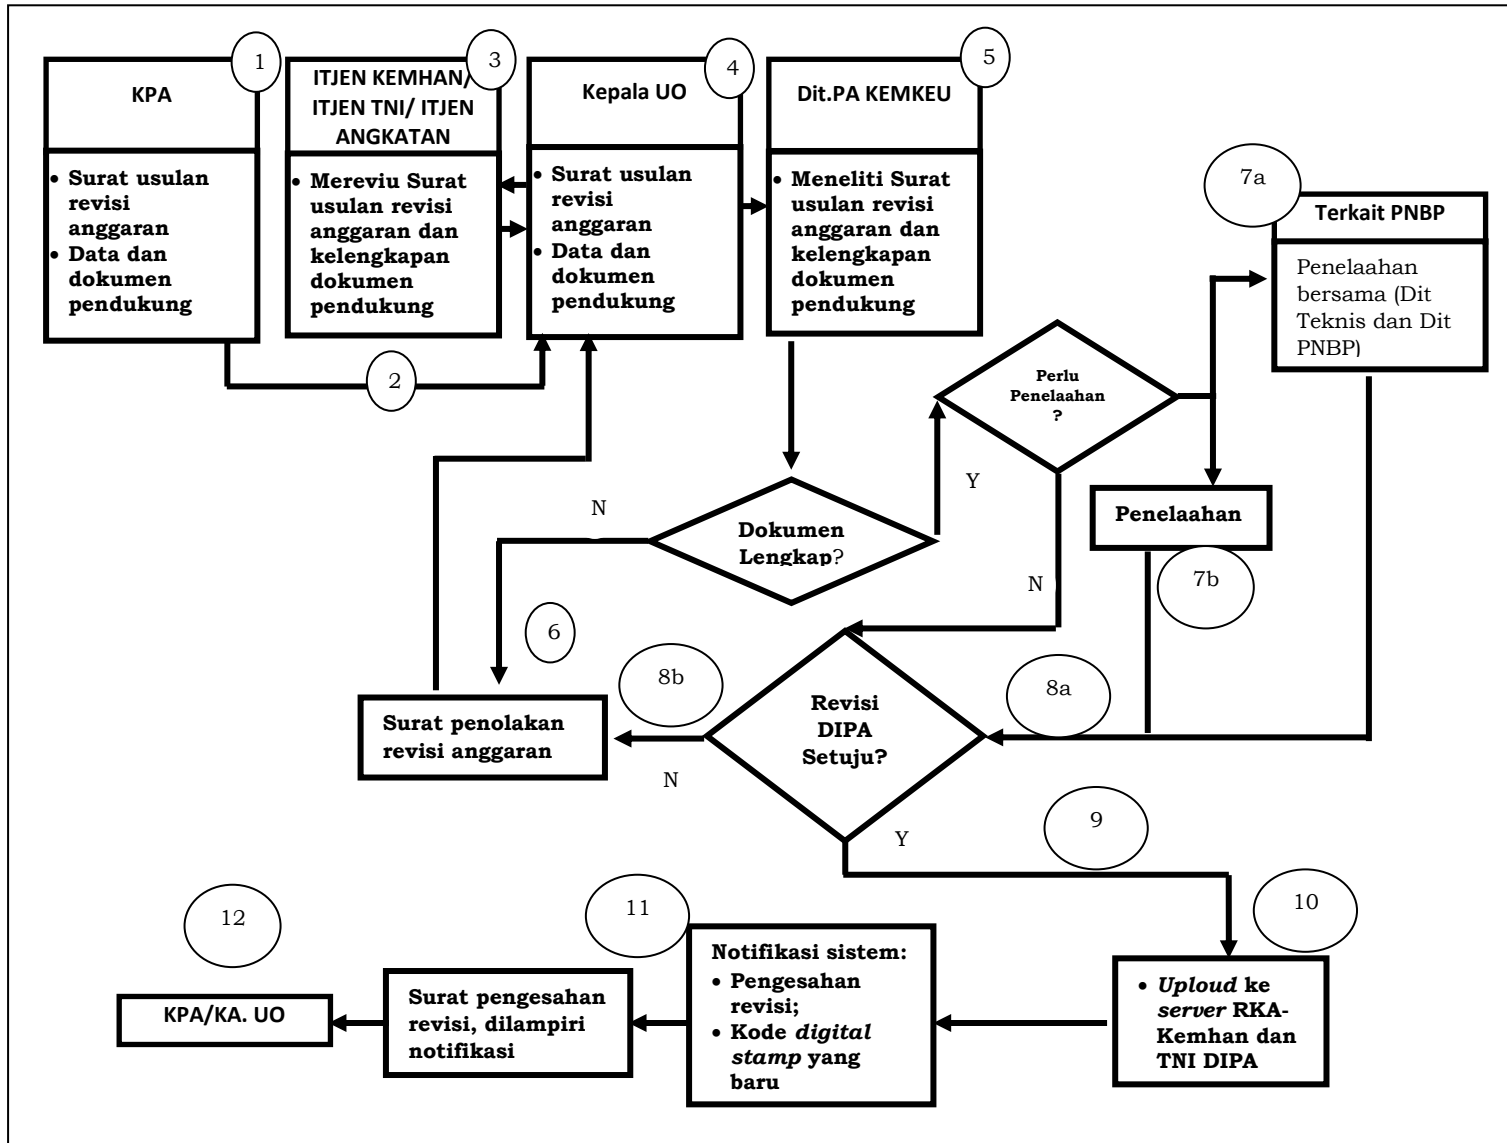 1
KPA
• Surat usulan
revisi
anggaran
• Data dan
dokumen
pendukung
2
3
ITJEN KEMHAN/
ITJEN TNI/ ITJEN
ANGKATAN
• Mereviu Surat
usulan revisi
anggaran dan
kelengkapan
dokumen
pendukung
4
Kepala UO
• Surat usulan
revisi
anggaran
• Data dan
dokumen
pendukung
5
Dit.PA KEMKEU
• Meneliti Surat
usulan revisi
anggaran dan
kelengkapan
dokumen
pendukung
7a
Terkait PNBP
Penelaahan
bersama (Dit
Teknis dan Dit
PNBP)
Perlu
Penelaahan
?
Y
N
Dokumen
Lengkap?
N
Penelaahan
7b
6
8b
8a
Surat penolakan
revisi anggaran
Revisi
DIPA
Setuju?
N
Y
9
10
• Uploud ke
server RKA-
Kemhan dan
TNI DIPA
11
Notifikasi sistem:
• Pengesahan
revisi;
• Kode digital
stamp yang
baru
Surat pengesahan
revisi, dilampiri
notifikasi
12
KPA/KA. UO